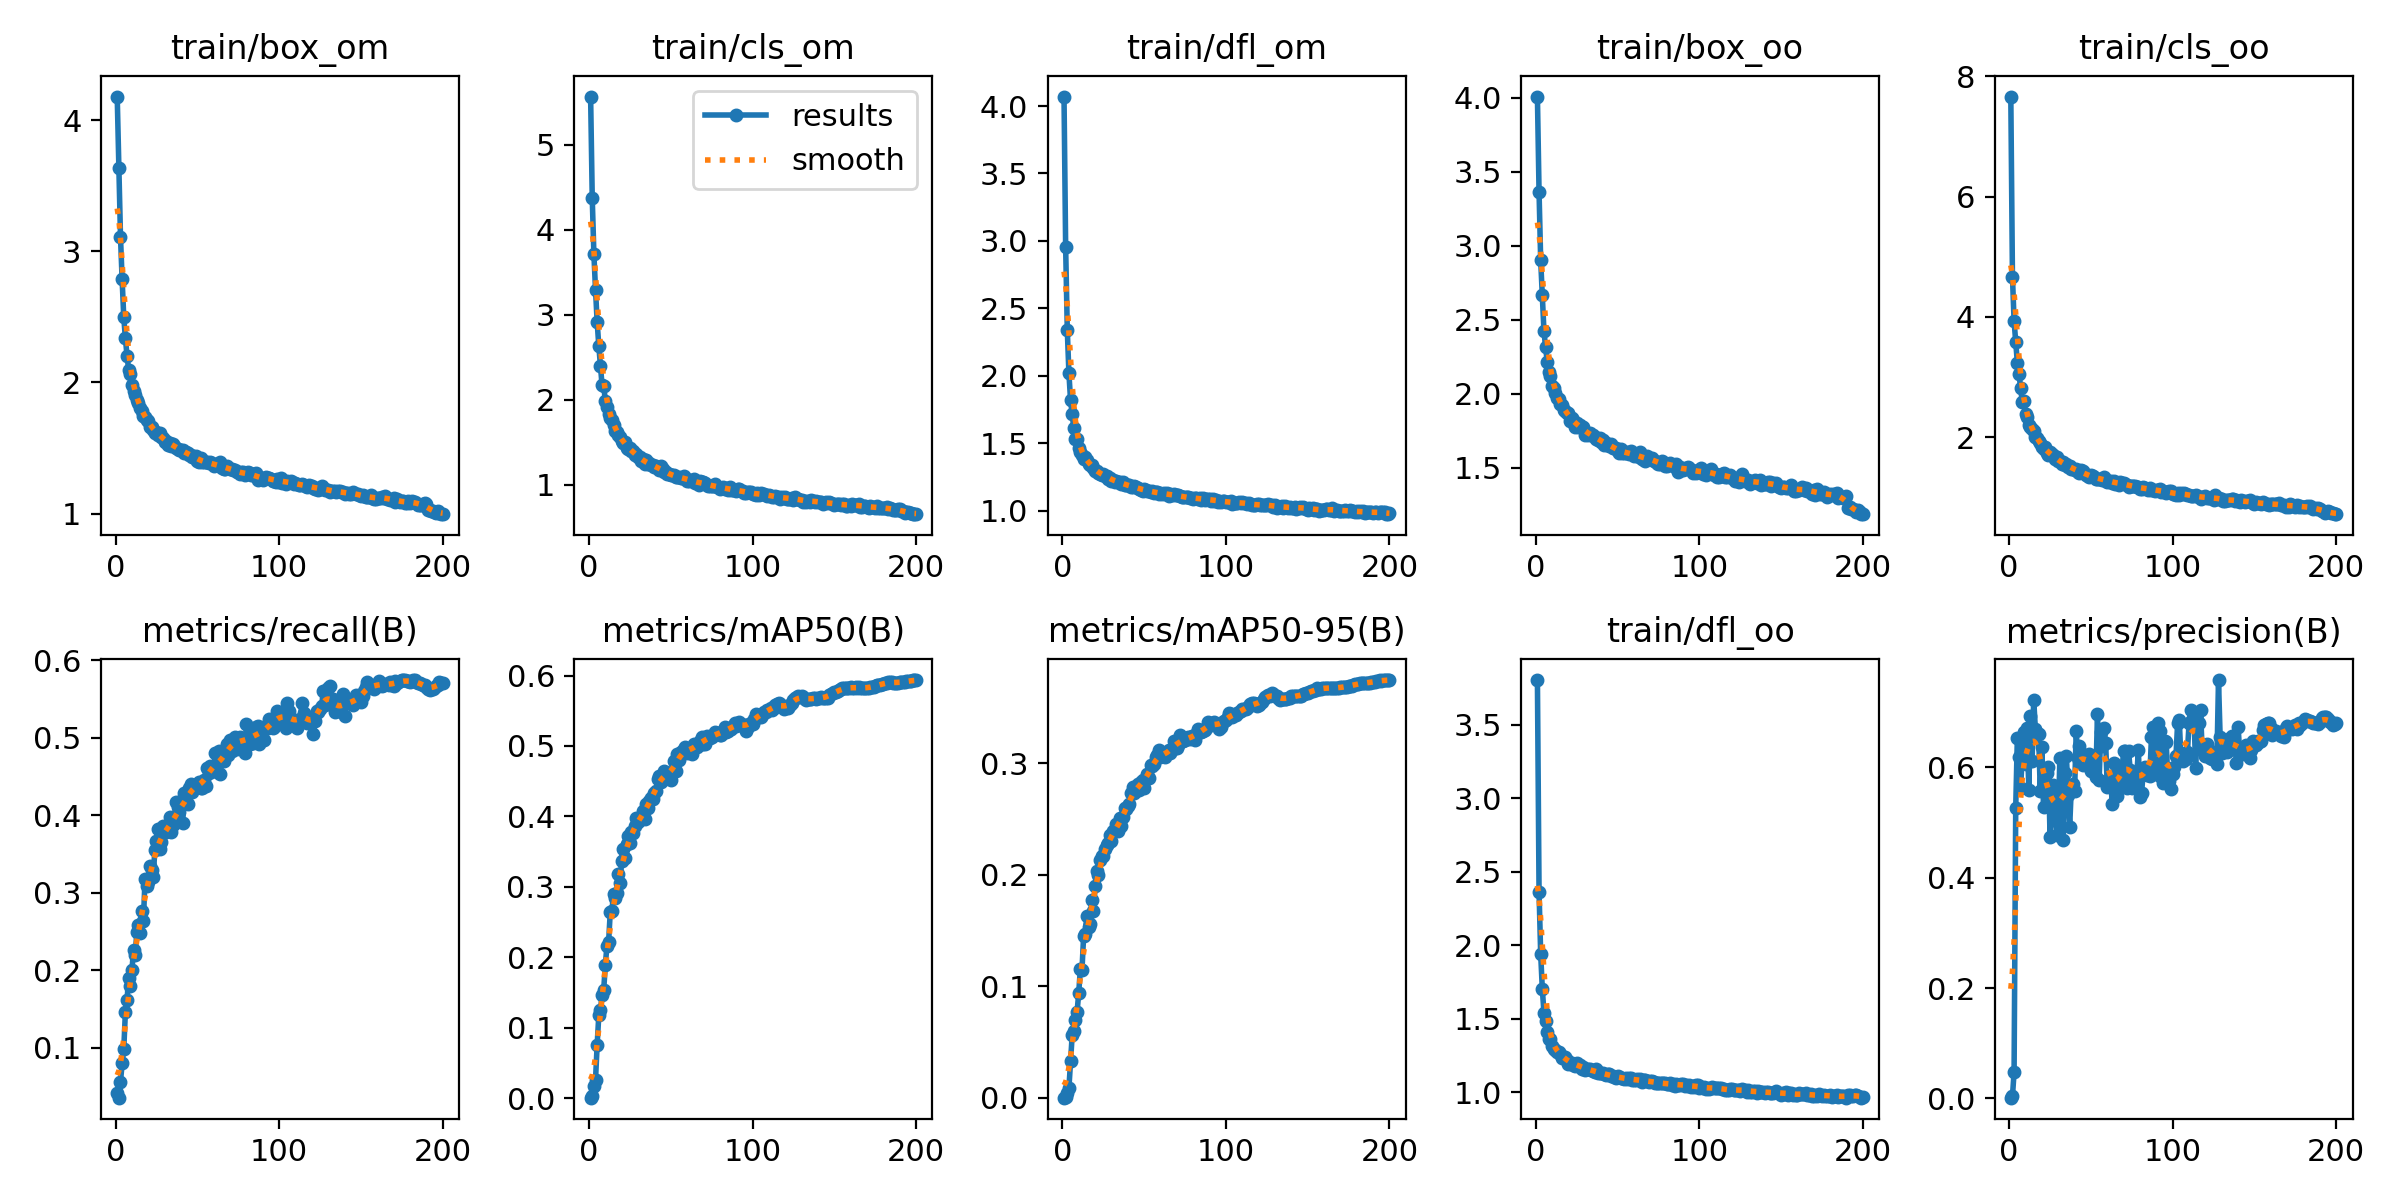 train/box_om
4
3
2
1
0 100 200
train/cls_om
results
smooth
5
4
3
2
1
0 100 200
train/dfl_om
4.0
3.5
3.0
2.5
2.0
1.5
1.0
0 100 200
train/box_oo
4.0
3.5
3.0
2.5
2.0
1.5
0 100 200
train/cls_oo
8
6
4
2
0 100 200
metrics/recall(B)
0.6
0.5
0.4
0.3
0.2
0.1
0 100 200
metrics/mAP50(B)
0.6
0.5
0.4
0.3
0.2
0.1
0.0
0 100 200
metrics/mAP50-95(B)
0.3
0.2
0.1
0.0
0 100 200
train/dfl_oo
3.5
3.0
2.5
2.0
1.5
1.0
0 100 200
metrics/precision(B)
0.6
0.4
0.2
0.0
0 100 200